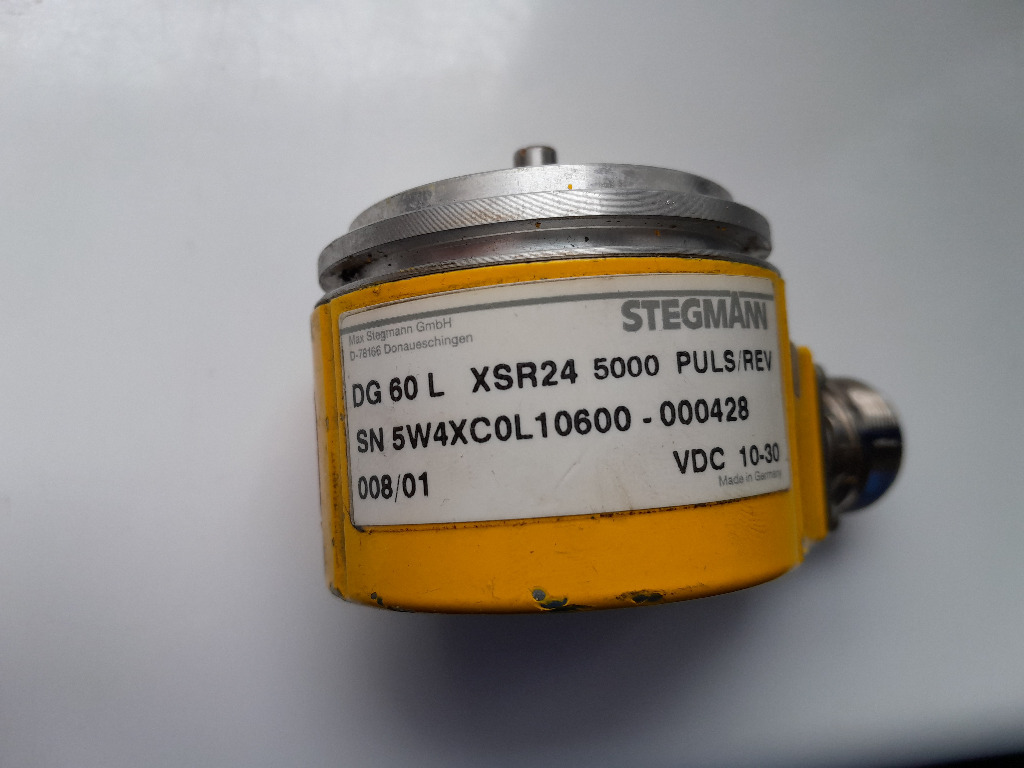 STEGMANN
Max Stegmann GmbH
D-78166 Donaueschingen
DG 60 L XSR24 5000 PULS/REV
SN 5W4XC0L10600 - 000428
008/01 VDC 10-30
Made in Germany